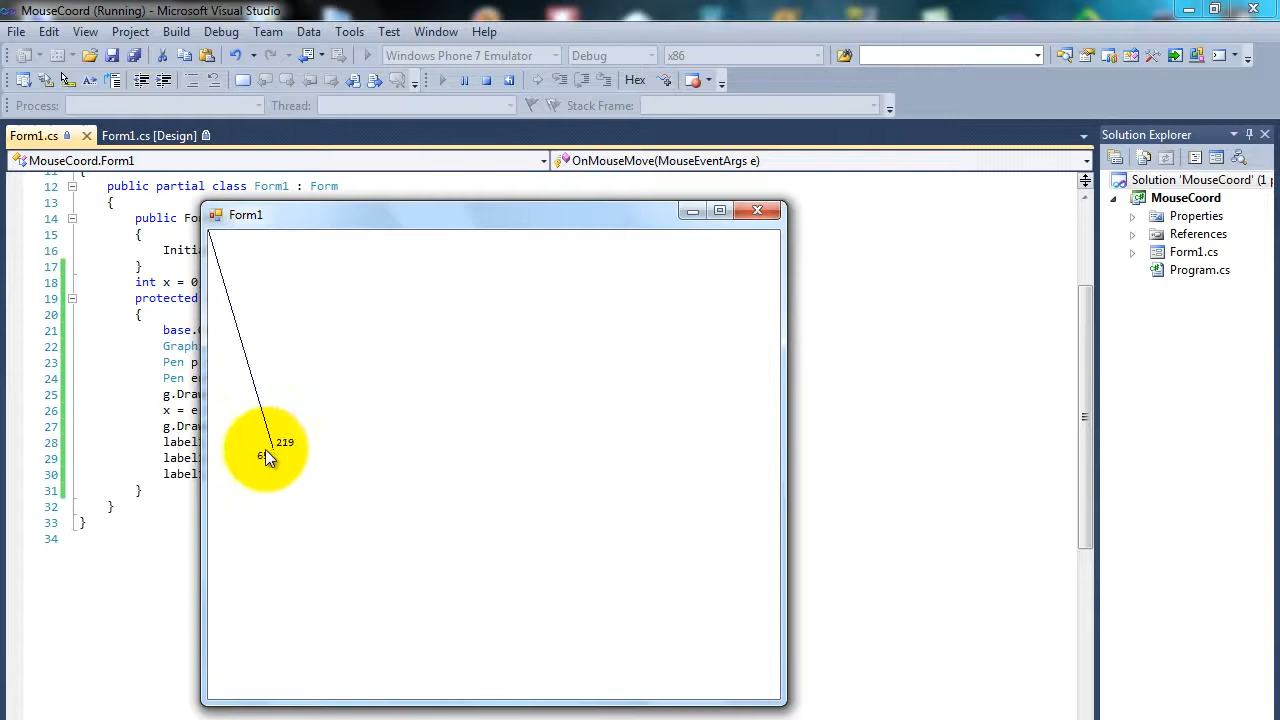 MouseCoord (Running) - Microsoft Visual Studio
File Edit View Project Build Debug Team Data Tools Test Window Help
Windows Phone 7 Emulator Debug x86
Hex
Process: Thread: Stack Frame:
Form1.cs Form1.cs [Design] Solution Explorer
MouseCoord.Form1 OnMouseMove(MouseEventArgs e)
Solution 'MouseCoord' (1 p
MouseCoord
Properties
References
Form1.cs
Program.cs
11 {
12 public partial class Form1 : Form
13 {
14 public For
15 {
16 Initia
17 }
18 int x = 0
19 protected
20 {
21 base.
22 Graph
23 Pen p
24 Pen e
25 g.Drav
26 x = e
27 g.Drav
28 label
29 label
30 label
31 }
32 }
33 }
34
Form1
219